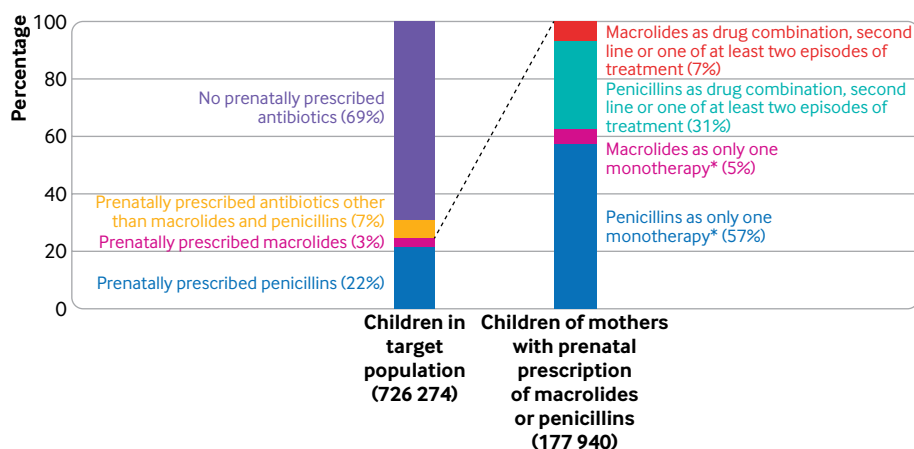 Percentage
100
80
60
40
20
0
No prenatally prescribed
antibiotics (69%)
Prenatally prescribed antibiotics other
than macrolides and penicillins (7%)
Prenatally prescribed macrolides (3%)
Prenatally prescribed penicillins (22%)
Macrolides as drug combination, second
line or one of at least two episodes of
treatment (7%)
Penicillins as drug combination, second
line or one of at least two episodes of
treatment (31%)
Macrolides as only one
monotherapy* (5%)
Penicillins as only one
monotherapy* (57%)
Children in
target
population
(726 274)
Children of mothers
with prenatal
prescription
of macrolides
or penicillins
(177 940)